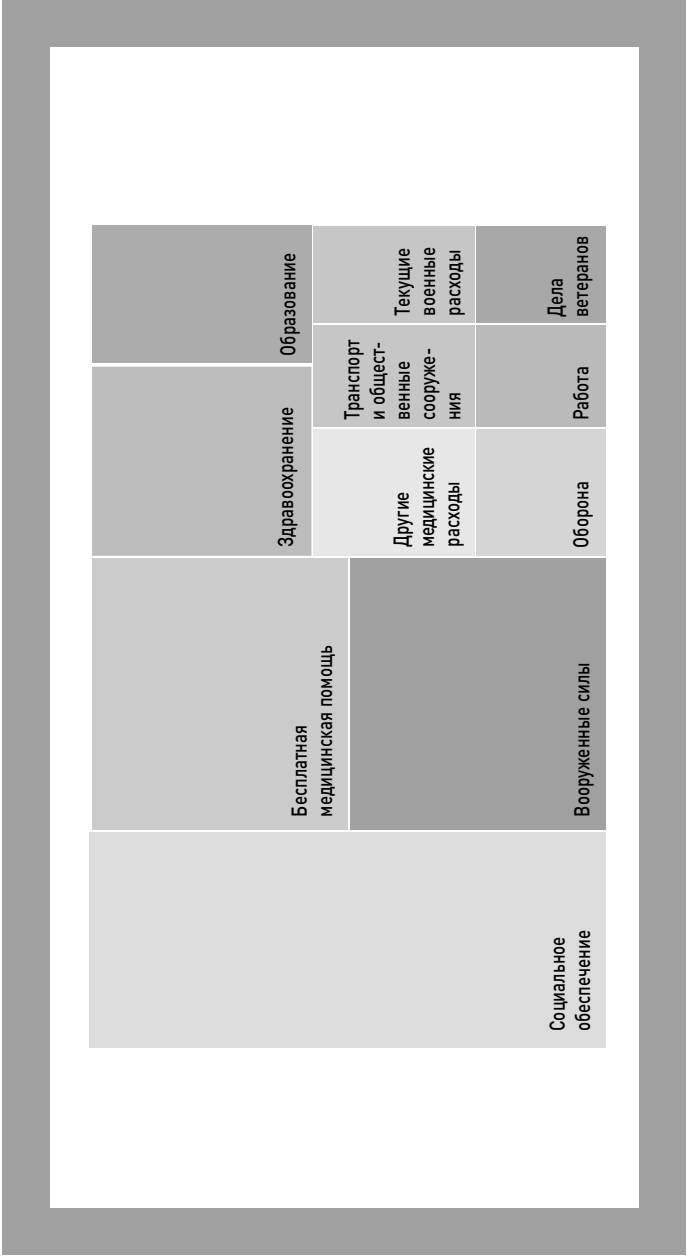 Социальное
обеспечение
Бесплатная
медицинская помощь
Вооруженные силы
Здравоохранение
Образование
Другие
медицинские
расходы
Транспорт
и общест-
венные
сооруже-
ния
Текущие
военные
расходы
Оборона
Работа
Дела
ветеранов